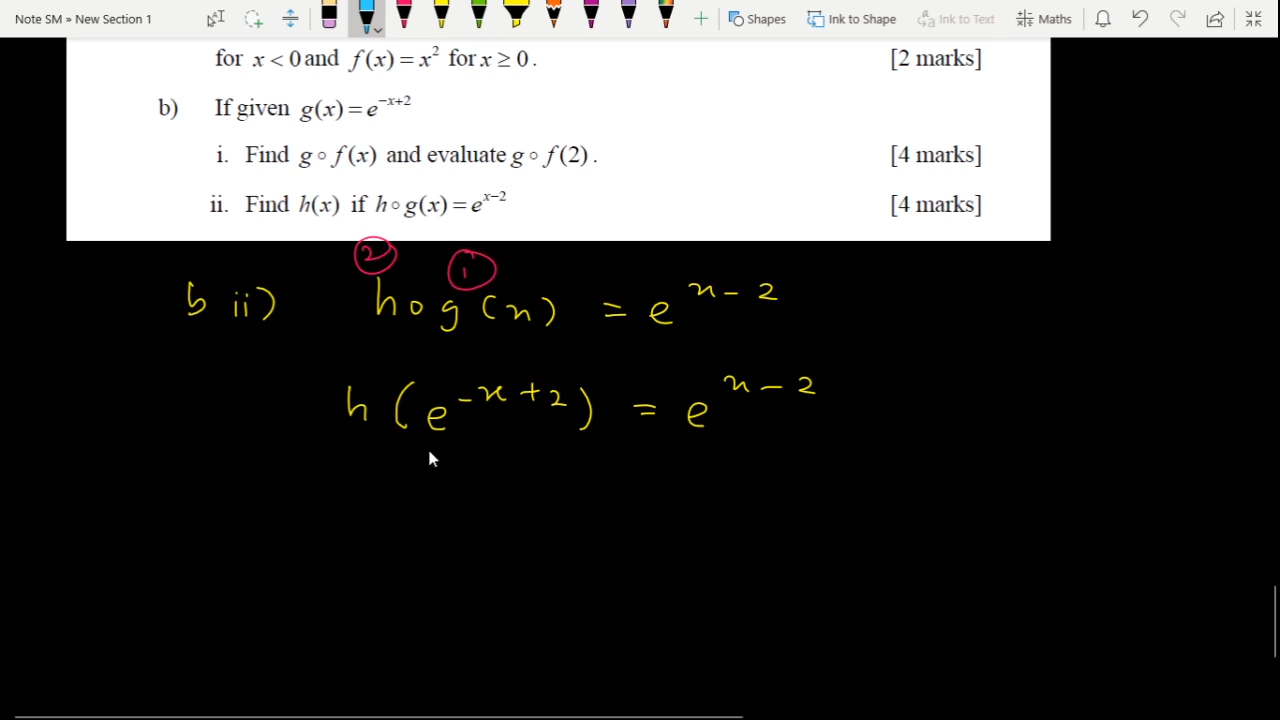 Note SM » New Section 1 Shapes Ink to Shape Ink to Text Maths
for x < 0 and f(x) = x² for x ≥ 0. [2 marks]
b) If given g(x) = e^{-x+2}
i. Find g∘f(x) and evaluate g∘f(2). [4 marks]
ii. Find h(x) if h∘g(x) = e^{x-2} [4 marks]
2 1
b ii) h∘g(x) = e^{x-2}
h(e^{-x+2}) = e^{x-2}